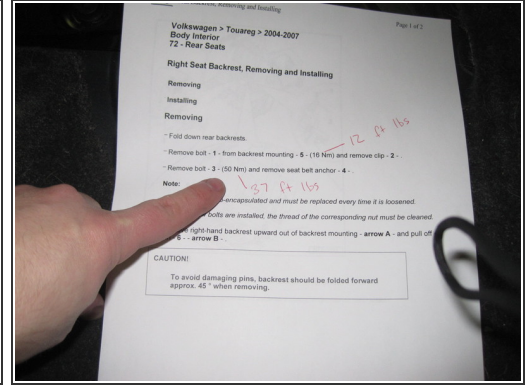 Removing and Installing
Page 1 of 2
Volkswagen > Touareg > 2004-2007
Body Interior
72 - Rear Seats
Right Seat Backrest, Removing and Installing
Removing
Installing
Removing
- Fold down rear backrests.
12 ft lbs
- Remove bolt - 1 - from backrest mounting - 5 - (16 Nm) and remove clip - 2 - .
- Remove bolt - 3 - (50 Nm) and remove seat belt anchor - 4 - .
37 ft lbs
Note:
-encapsulated and must be replaced every time it is loosened.
bolts are installed, the thread of the corresponding nut must be cleaned.
right-hand backrest upward out of backrest mounting - arrow A - and pull off
6 - - arrow B - .
CAUTION!
To avoid damaging pins, backrest should be folded forward
approx. 45 ° when removing.